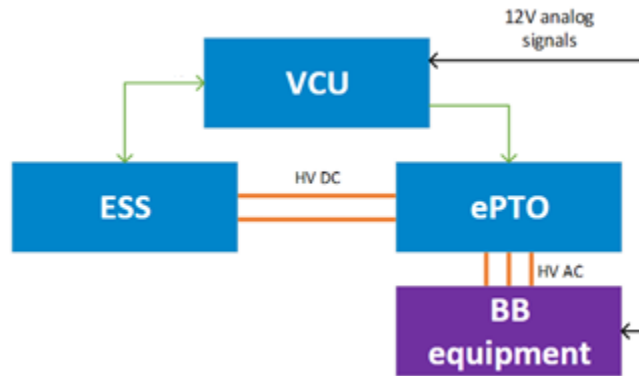 12V analog
signals
VCU
HV DC
ESS
ePTO
HV AC
BB
equipment